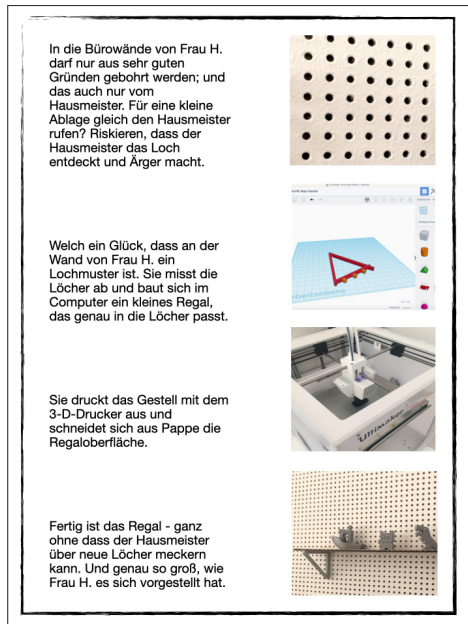 In die Bürowände von Frau H.
darf nur aus sehr guten
Gründen gebohrt werden; und
das auch nur vom
Hausmeister. Für eine kleine
Ablage gleich den Hausmeister
rufen? Riskieren, dass der
Hausmeister das Loch
entdeckt und Ärger macht.
Welch ein Glück, dass an der
Wand von Frau H. ein
Lochmuster ist. Sie misst die
Löcher ab und baut sich im
Computer ein kleines Regal,
das genau in die Löcher passt.
Sie druckt das Gestell mit dem
3-D-Drucker aus und
schneidet sich aus Pappe die
Regaloberfläche.
Ultimaker
Fertig ist das Regal - ganz
ohne dass der Hausmeister
über neue Löcher meckern
kann. Und genau so groß, wie
Frau H. es sich vorgestellt hat.